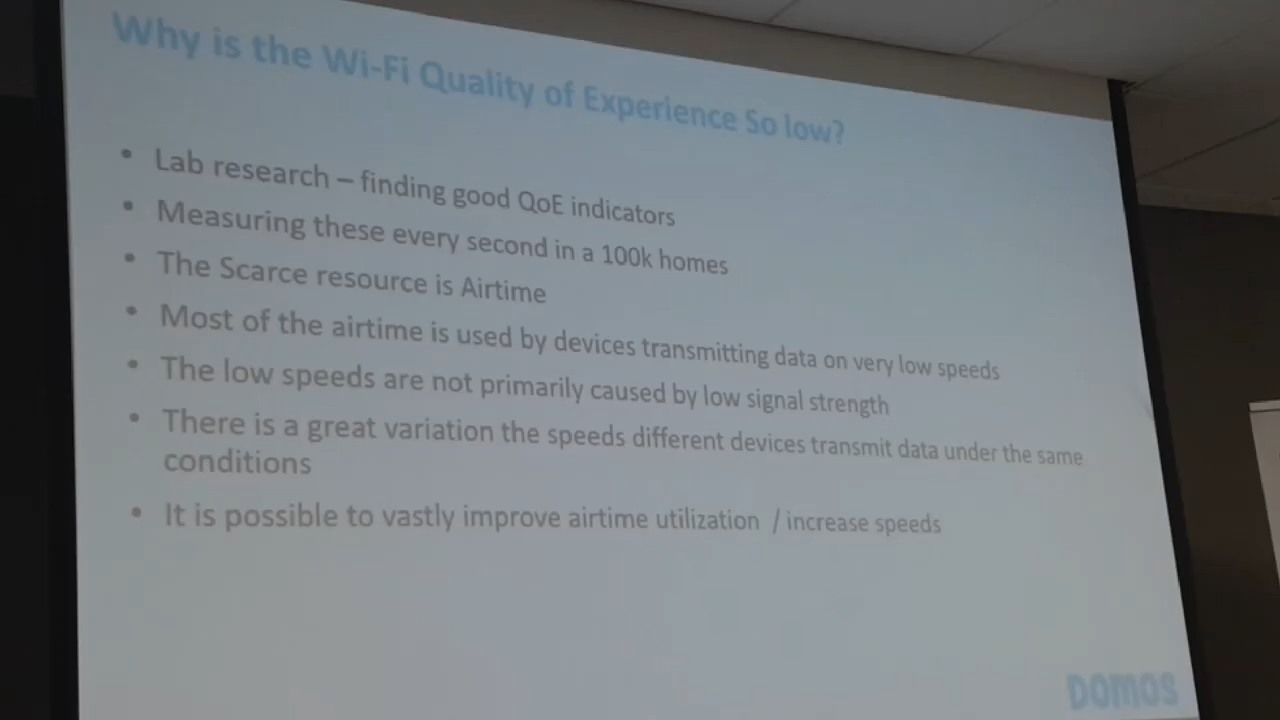 Why is the Wi-Fi Quality of Experience So low?
• Lab research – finding good QoE indicators
• Measuring these every second in a 100k homes
• The Scarce resource is Airtime
• Most of the airtime is used by devices transmitting data on very low speeds
• The low speeds are not primarily caused by low signal strength
• There is a great variation the speeds different devices transmit data under the same
conditions
• It is possible to vastly improve airtime utilization / increase speeds
DOMOS